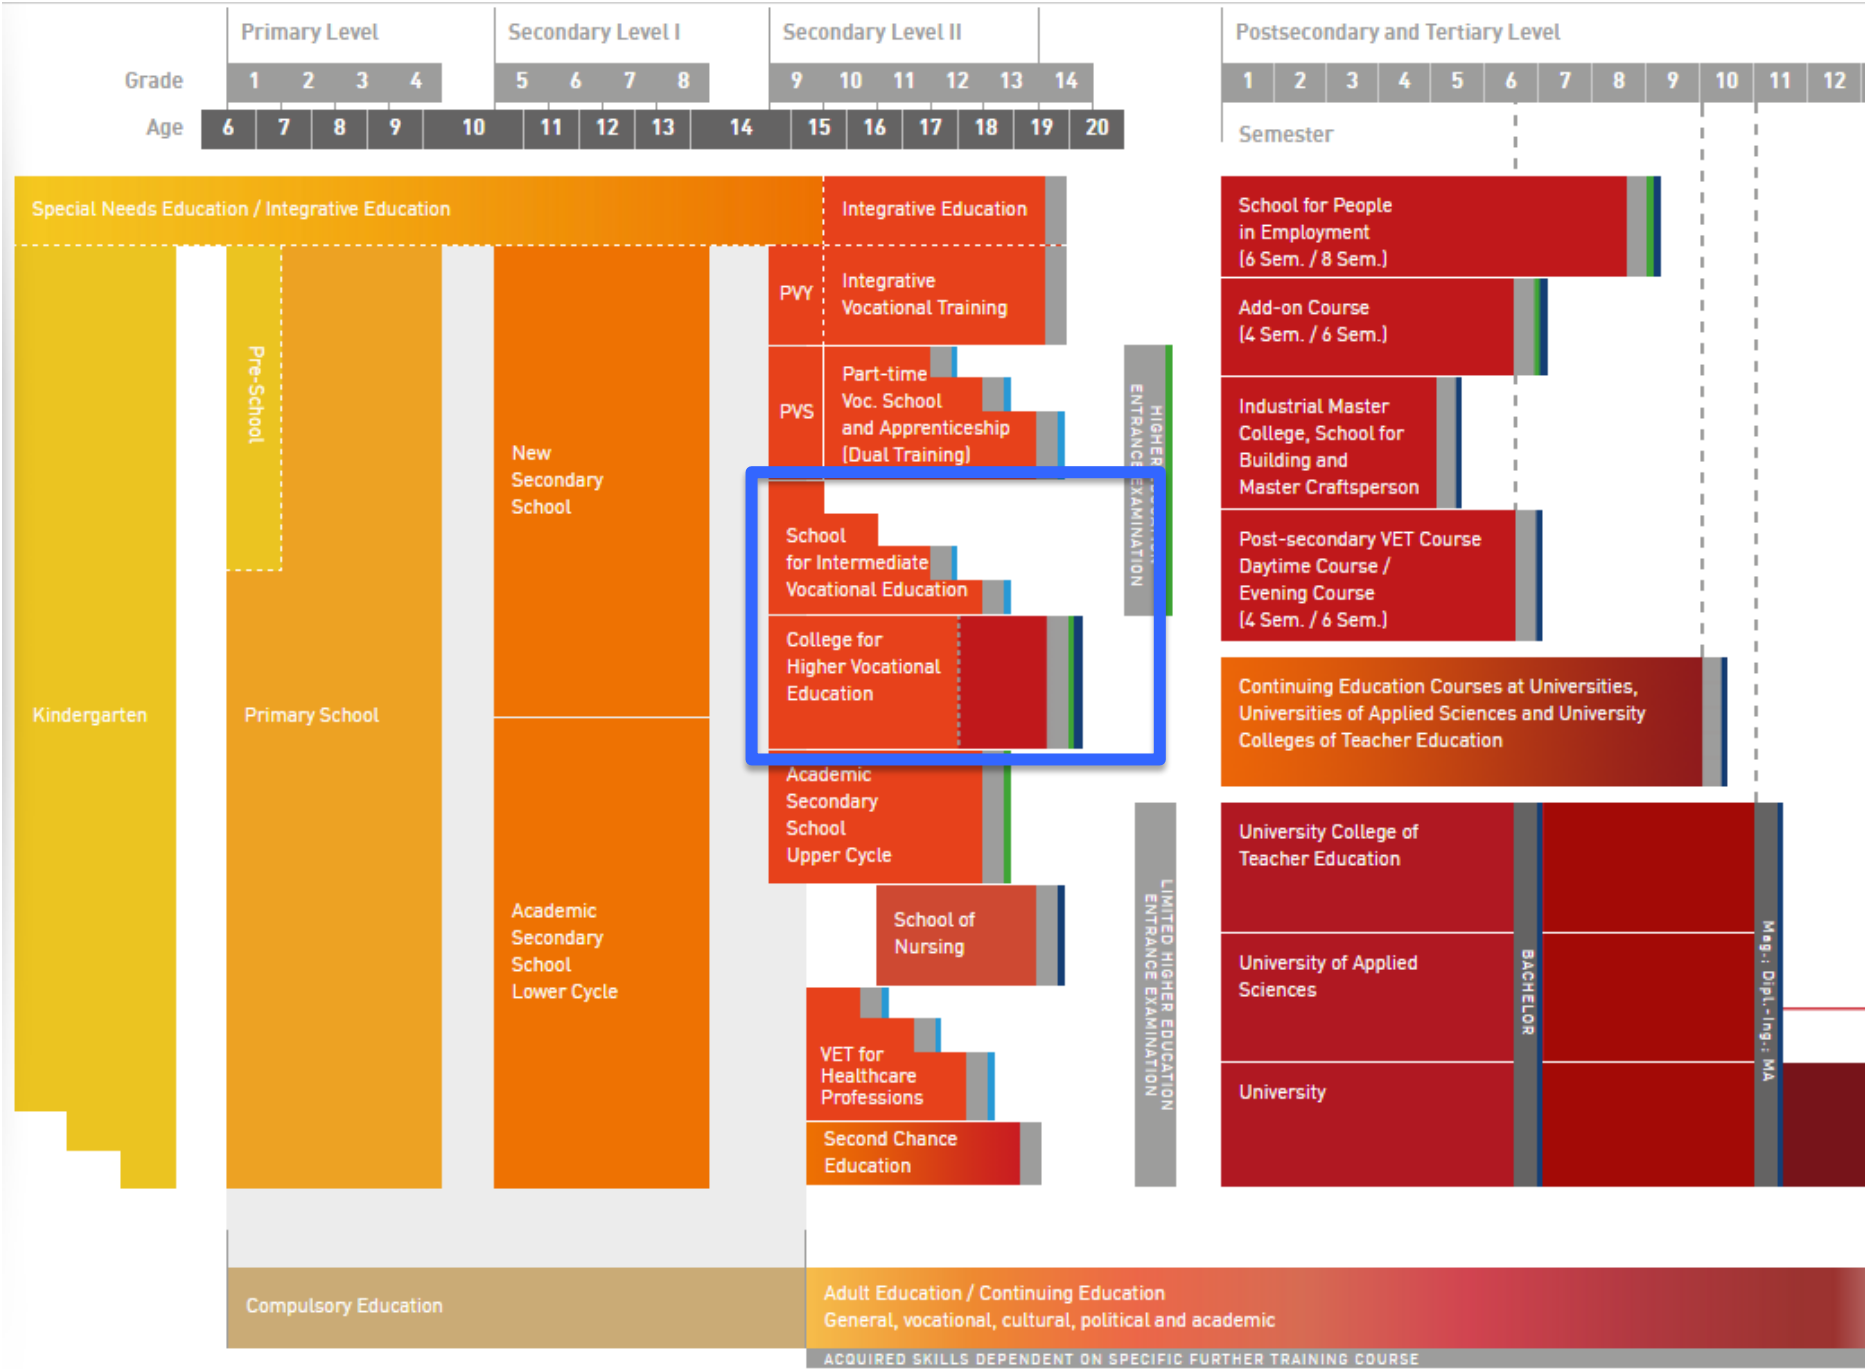 Primary Level
Secondary Level I
Secondary Level II
Postsecondary and Tertiary Level
Grade
1 2 3 4
5 6 7 8
9 10 11 12 13 14
1 2 3 4 5 6 7 8 9 10 11 12
Age
6 7 8 9 10 11 12 13 14 15 16 17 18 19 20
Semester
Special Needs Education / Integrative Education
Integrative Education
Kindergarten
Pre-School
Primary School
New
Secondary
School
Academic
Secondary
School
Lower Cycle
PVY
Integrative
Vocational Training
PVS
Part-time
Voc. School
and Apprenticeship
(Dual Training)
School
for Intermediate
Vocational Education
College for
Higher Vocational
Education
Academic
Secondary
School
Upper Cycle
School of
Nursing
VET for
Healthcare
Professions
Second Chance
Education
HIGHER EDUCATION
ENTRANCE EXAMINATION
LIMITED HIGHER EDUCATION
ENTRANCE EXAMINATION
School for People
in Employment
(6 Sem. / 8 Sem.)
Add-on Course
(4 Sem. / 6 Sem.)
Industrial Master
College, School for
Building and
Master Craftsperson
Post-secondary VET Course
Daytime Course /
Evening Course
(4 Sem. / 6 Sem.)
Continuing Education Courses at Universities,
Universities of Applied Sciences and University
Colleges of Teacher Education
University College of
Teacher Education
University of Applied
Sciences
University
BACHELOR
Mag.; Dipl.-Ing.; MA
Compulsory Education
Adult Education / Continuing Education
General, vocational, cultural, political and academic
ACQUIRED SKILLS DEPENDENT ON SPECIFIC FURTHER TRAINING COURSE